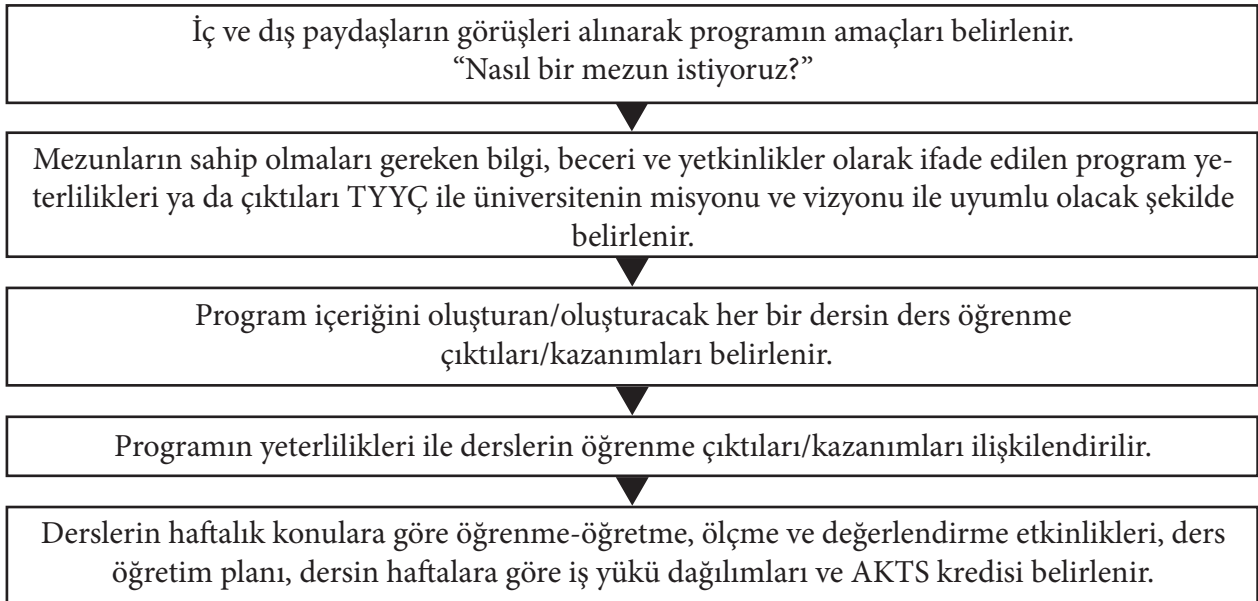 İç ve dış paydaşların görüşleri alınarak programın amaçları belirlenir.
“Nasıl bir mezun istiyoruz?”
Mezunların sahip olmaları gereken bilgi, beceri ve yetkinlikler olarak ifade edilen program ye-
terlilikleri ya da çıktıları TYYÇ ile üniversitenin misyonu ve vizyonu ile uyumlu olacak şekilde
belirlenir.
Program içeriğini oluşturan/oluşturacak her bir dersin ders öğrenme
çıktıları/kazanımları belirlenir.
Programın yeterlilikleri ile derslerin öğrenme çıktıları/kazanımları ilişkilendirilir.
Derslerin haftalık konulara göre öğrenme-öğretme, ölçme ve değerlendirme etkinlikleri, ders
öğretim planı, dersin haftalara göre iş yükü dağılımları ve AKTS kredisi belirlenir.